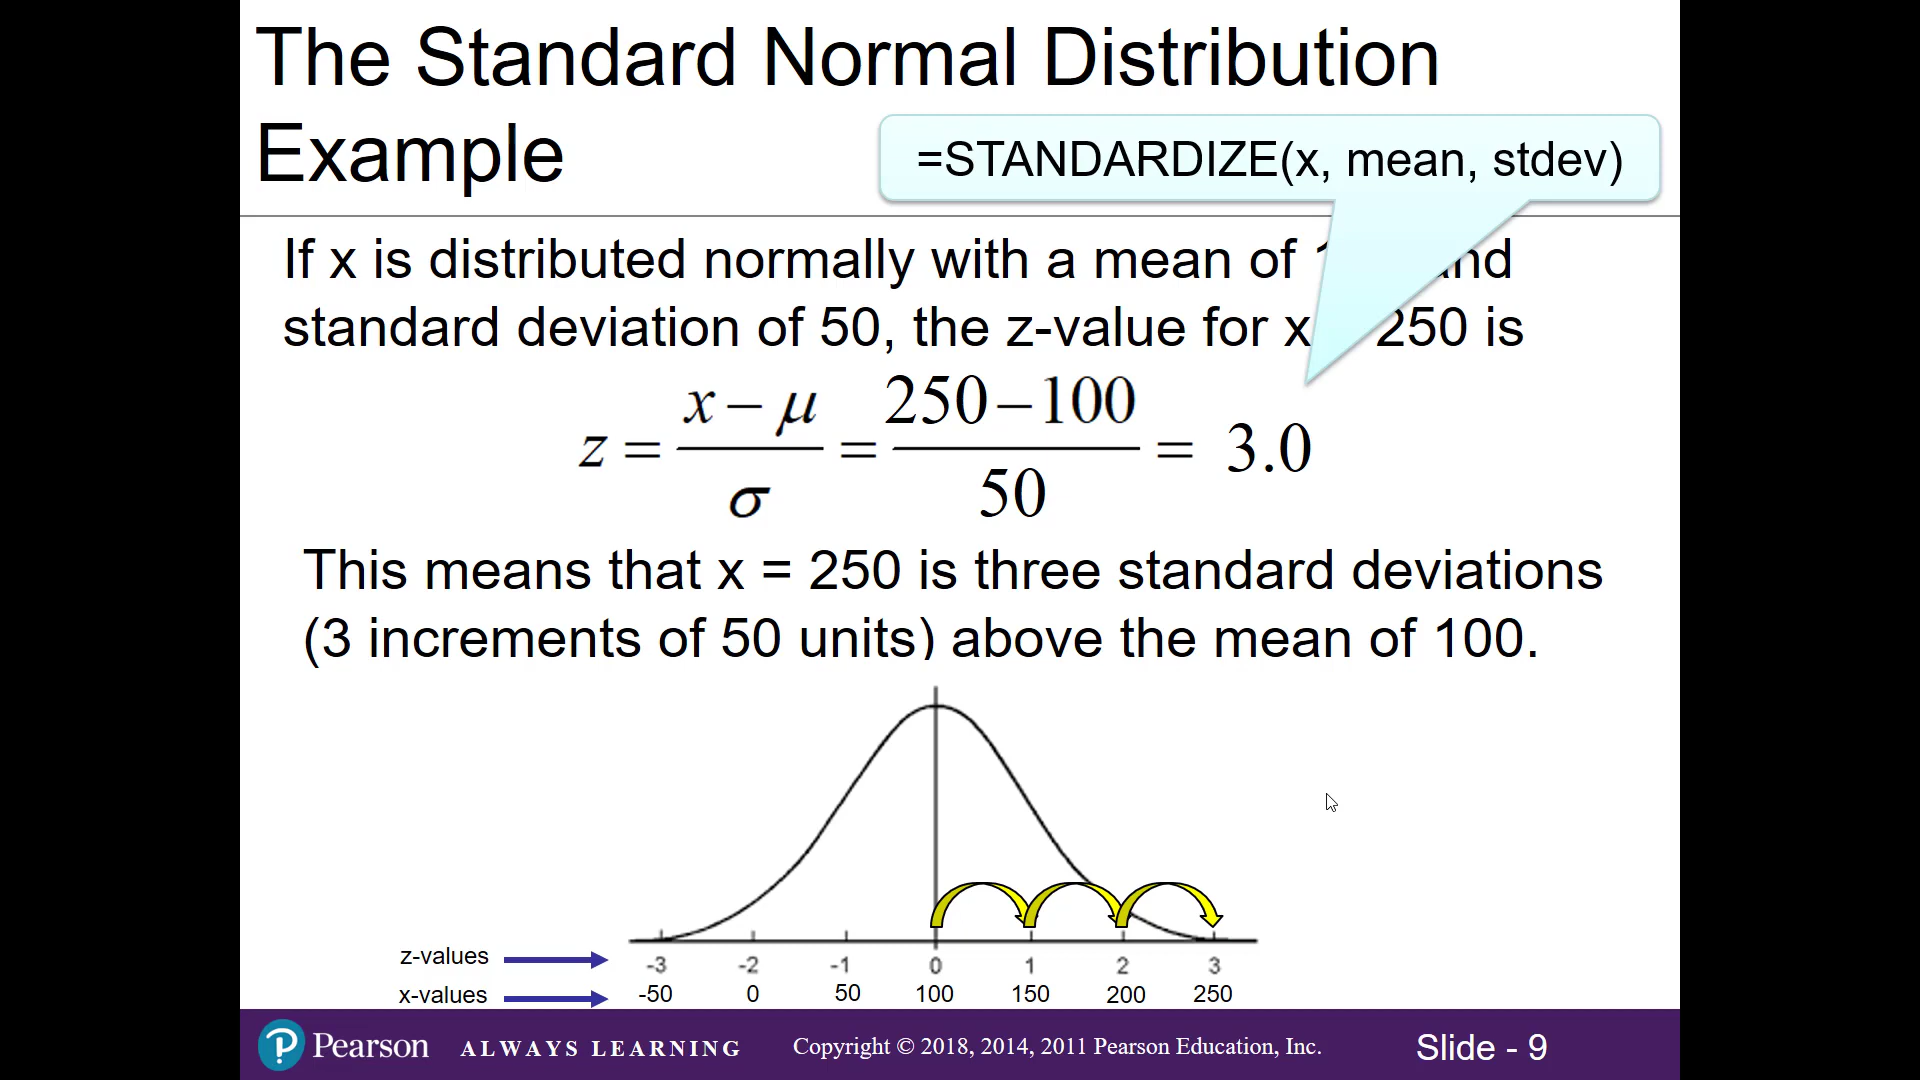 The Standard Normal Distribution
Example
=STANDARDIZE(x, mean, stdev)
If x is distributed normally with a mean of and
standard deviation of 50, the z-value for x 250 is
z = x − μ / σ = 250 − 100 / 50 = 3.0
This means that x = 250 is three standard deviations
(3 increments of 50 units) above the mean of 100.
z-values -3 -2 -1 0 1 2 3
x-values -50 0 50 100 150 200 250
Pearson ALWAYS LEARNING Copyright © 2018, 2014, 2011 Pearson Education, Inc. Slide - 9